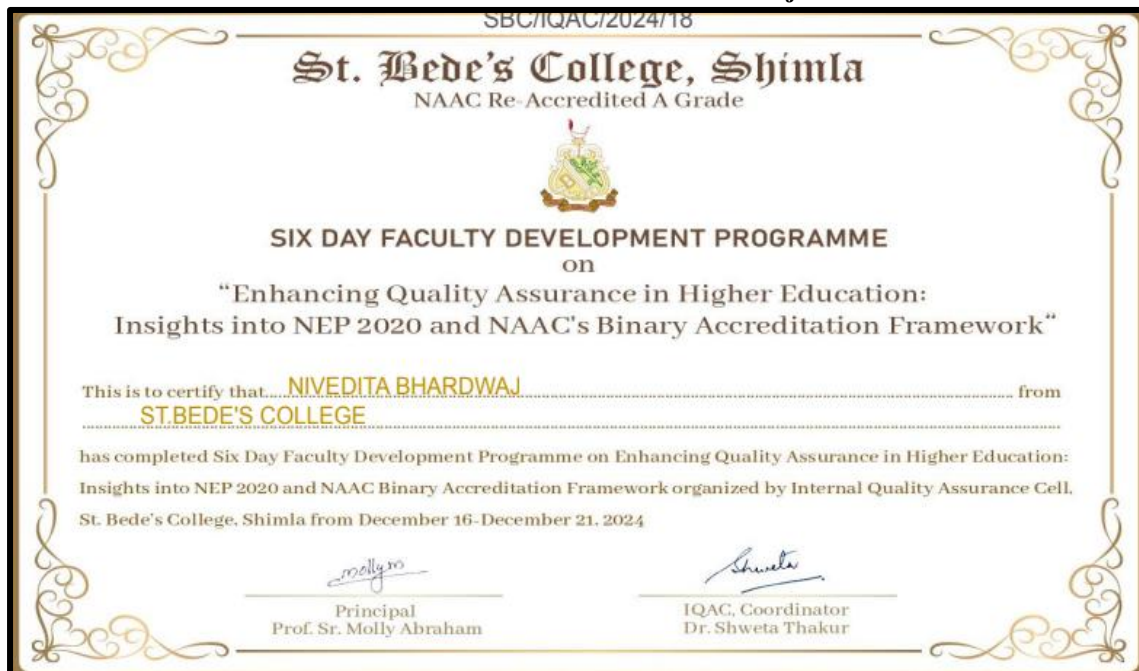 SBC/IQAC/2024/18
St. Bede's College, Shimla
NAAC Re-Accredited A Grade
B
SIX DAY FACULTY DEVELOPMENT PROGRAMME
on
“Enhancing Quality Assurance in Higher Education:
Insights into NEP 2020 and NAAC's Binary Accreditation Framework“
This is to certify that....NIVEDITA BHARDWAJ.... from
ST.BEDE'S COLLEGE
has completed Six Day Faculty Development Programme on Enhancing Quality Assurance in Higher Education:
Insights into NEP 2020 and NAAC Binary Accreditation Framework organized by Internal Quality Assurance Cell,
St. Bede's College, Shimla from December 16-December 21, 2024
mollym Shweta
Principal IQAC, Coordinator
Prof. Sr. Molly Abraham Dr. Shweta Thakur